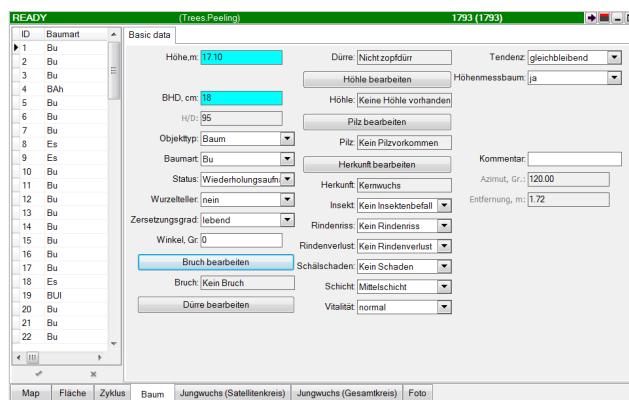 READY (Trees.Peeling) 1793 (1793)
ID Baumart
1 Bu
2 Bu
3 Bu
4 BAh
5 Bu
6 Bu
7 Bu
8 Es
9 Es
10 Bu
11 Bu
12 Bu
13 Bu
14 Bu
15 Bu
16 Bu
17 Bu
18 Es
19 BUl
20 Bu
21 Bu
22 Bu
Basic data
Höhe,m: 17.10
BHD, cm: 18
H/D: 95
Objekttyp: Baum
Baumart: Bu
Status: Wiederholungsaufn
Wurzelteller: nein
Zersetzungsgrad: lebend
Winkel, Gr: 0
Bruch bearbeiten
Bruch: Kein Bruch
Dürre bearbeiten
Dürre: Nicht zopfdürr
Höhle bearbeiten
Höhle: Keine Höhle vorhanden
Pilz bearbeiten
Pilz: Kein Pilzvorkommen
Herkunft bearbeiten
Herkunft: Kernwuchs
Insekt: Kein Insektenbefall
Rindenriss: Kein Rindenriss
Rindenverlust: Kein Rindenverlust
Schälschaden: Kein Schaden
Schicht: Mittelschicht
Vitalität: normal
Tendenz: gleichbleibend
Höhenmessbaum: ja
Kommentar:
Azimut, Gr.: 120.00
Entfernung, m: 1.72
Map Fläche Zyklus Baum Jungwuchs (Satellitenkreis) Jungwuchs (Gesamtkreis) Foto